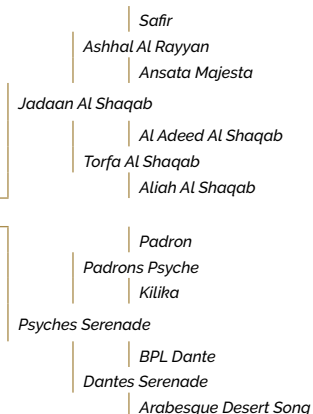 Safir
Ashhal Al Rayyan
Ansata Majesta
Jadaan Al Shaqab
Al Adeed Al Shaqab
Torfa Al Shaqab
Aliah Al Shaqab
Padron
Padrons Psyche
Kilika
Psyches Serenade
BPL Dante
Dantes Serenade
Arabesque Desert Song